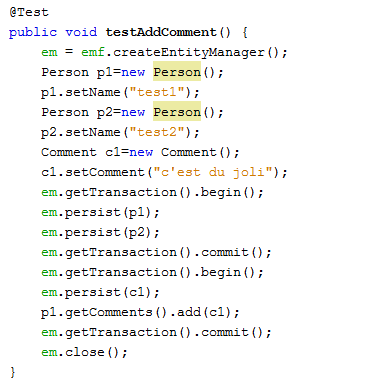 @Test
public void testAddComment() {
em = emf.createEntityManager();
Person p1=new Person();
p1.setName("test1");
Person p2=new Person();
p2.setName("test2");
Comment c1=new Comment();
c1.setComment("c'est du joli");
em.getTransaction().begin();
em.persist(p1);
em.persist(p2);
em.getTransaction().commit();
em.getTransaction().begin();
em.persist(c1);
p1.getComments().add(c1);
em.getTransaction().commit();
em.close();
}